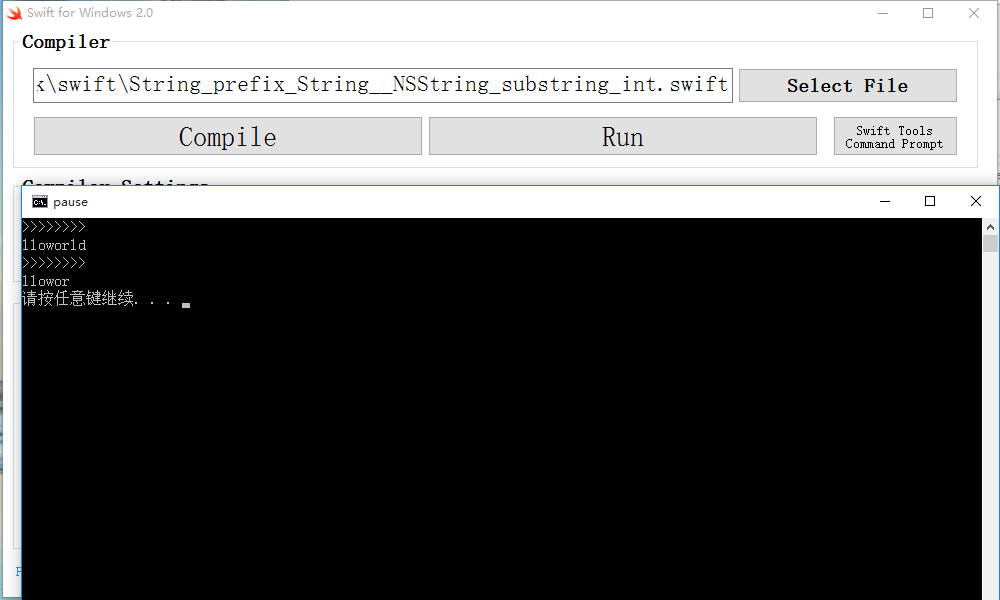 Swift for Windows 2.0
Compiler
\swift\String_prefix_String__NSString_substring_int.swift
Select File
Compile
Run
Swift Tools
Command Prompt
Compiler Settings
pause
>>>>>>>>
lloworld
>>>>>>>>
llowor
请按任意键继续. . .